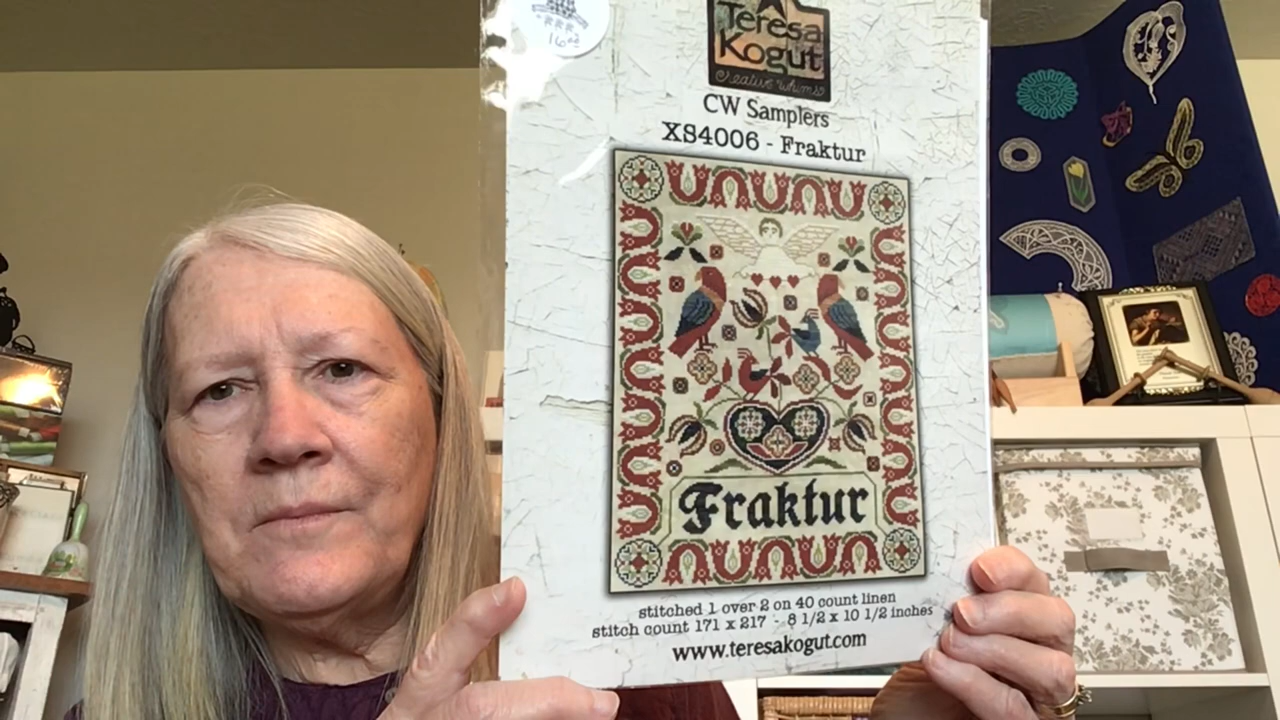 16
Teresa
Kogut
Creative Whims
CW Samplers
XS4006 - Fraktur
Fraktur
stitched 1 over 2 on 40 count linen
stitch count 171 x 217 - 8 1/2 x 10 1/2 inches
www.teresakogut.com